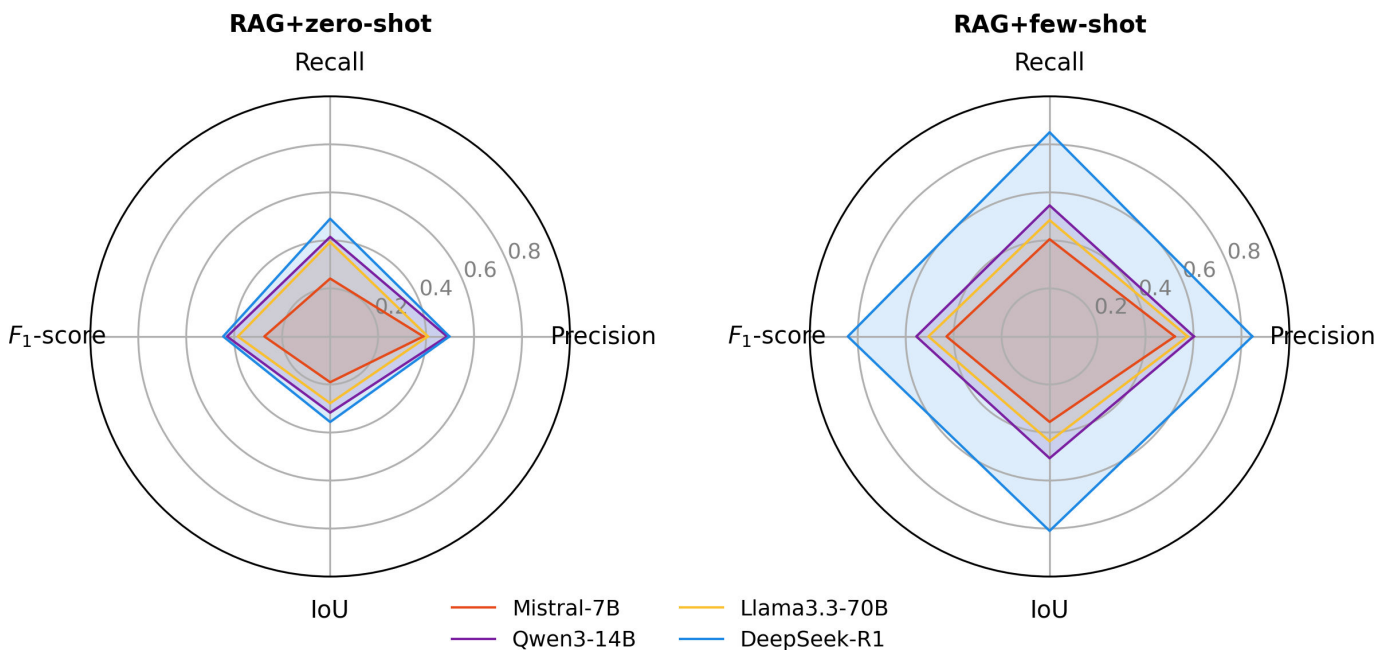 RAG+zero-shot
Recall
0.8
0.6
0.4
0.2
F₁-score
Precision
IoU
RAG+few-shot
Recall
0.8
0.6
0.4
0.2
F₁-score
Precision
IoU
Mistral-7B
Qwen3-14B
Llama3.3-70B
DeepSeek-R1